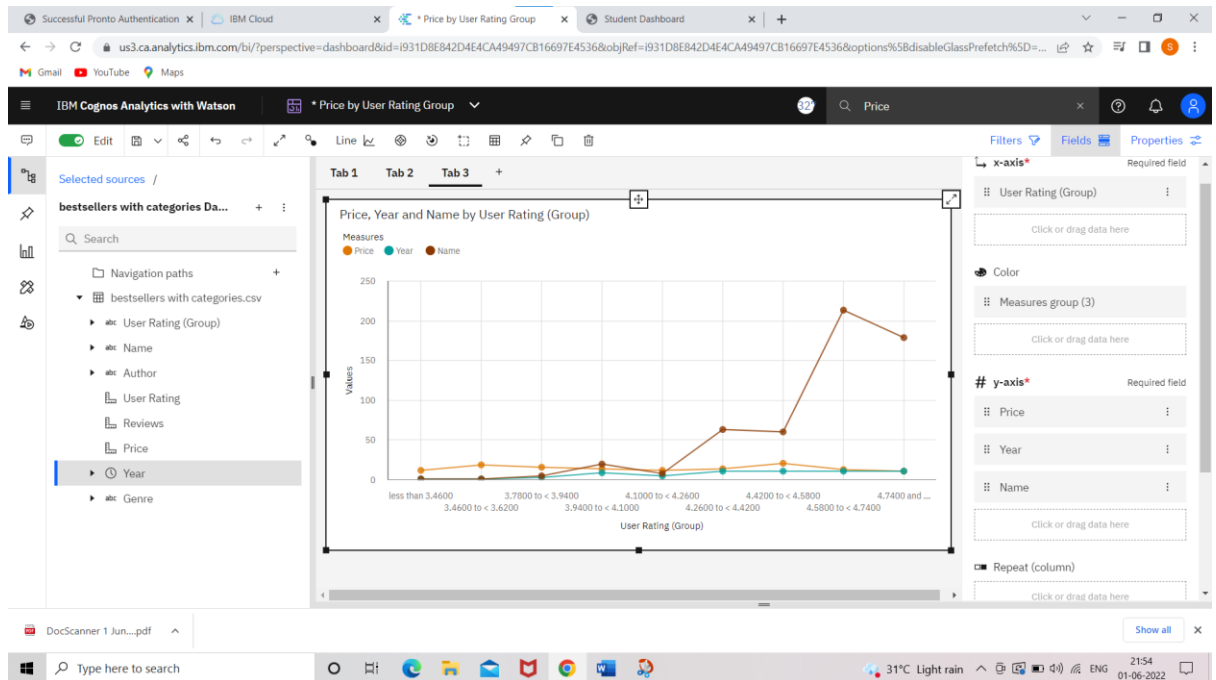 Successful Pronto Authentication
IBM Cloud
* Price by User Rating Group
Student Dashboard
us3.ca.analytics.ibm.com/bi/?perspective=dashboard&id=i931D8E842D4E4CA49497CB16697E4536&objRef=i931D8E842D4E4CA49497CB16697E4536&options%5BdisableGlassPrefetch%5D=...
S
Gmail
YouTube
Maps
IBM Cognos Analytics with Watson
* Price by User Rating Group
32
Price
Edit
Line
Filters
Fields
Properties
Selected sources /
bestsellers with categories Da...
Search
Navigation paths
bestsellers with categories.csv
abc User Rating (Group)
abc Name
abc Author
User Rating
Reviews
Price
Year
abc Genre
Tab 1
Tab 2
Tab 3
Price, Year and Name by User Rating (Group)
Measures
Price Year Name
250
200
150
100
50
0
Values
less than 3.4600
3.4600 to < 3.6200
3.7800 to < 3.9400
3.9400 to < 4.1000
4.1000 to < 4.2600
4.2600 to < 4.4200
4.4200 to < 4.5800
4.5800 to < 4.7400
4.7400 and ...
User Rating (Group)
x-axis*
Required field
User Rating (Group)
Click or drag data here
Color
Measures group (3)
Click or drag data here
# y-axis*
Required field
Price
Year
Name
Click or drag data here
Repeat (column)
Click or drag data here
PDF
DocScanner 1 Jun....pdf
Show all
Type here to search
31°C Light rain
ENG
21:54
01-06-2022